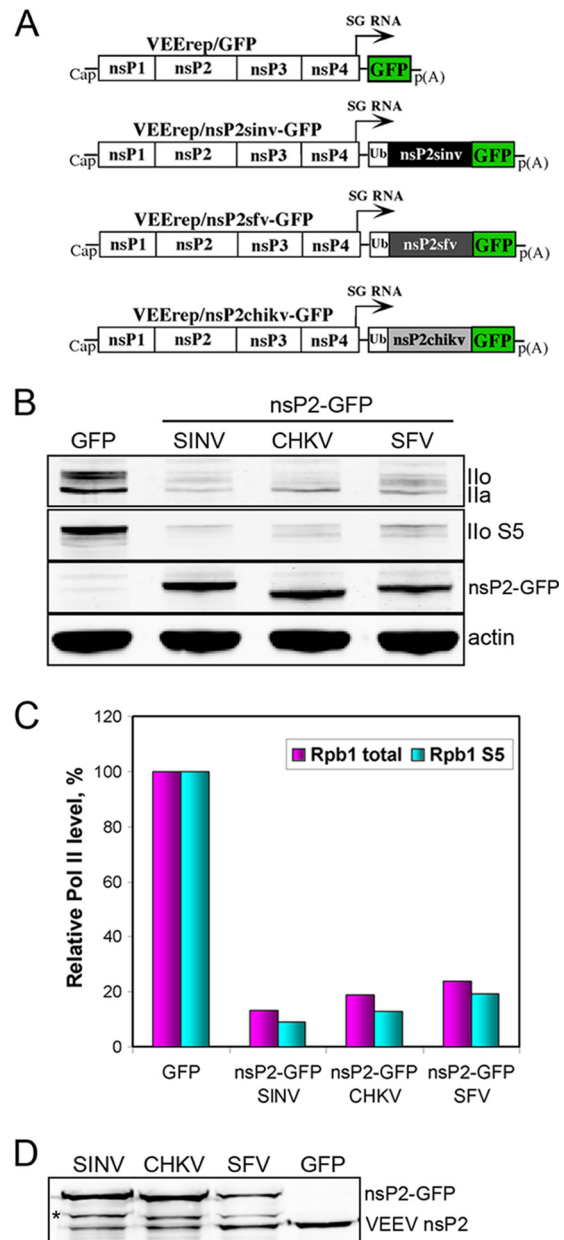 A
VEErep/GFP
SG RNA
Cap nsP1 nsP2 nsP3 nsP4 GFP p(A)
VEErep/nsP2sinv-GFP
SG RNA
Cap nsP1 nsP2 nsP3 nsP4 Ub nsP2sinv GFP p(A)
VEErep/nsP2sfv-GFP
SG RNA
Cap nsP1 nsP2 nsP3 nsP4 Ub nsP2sfv GFP p(A)
VEErep/nsP2chikv-GFP
SG RNA
Cap nsP1 nsP2 nsP3 nsP4 Ub nsP2chikv GFP p(A)
B
nsP2-GFP
GFP SINV CHKV SFV
IIo
IIa
IIo S5
nsP2-GFP
actin
C
Relative Pol II level, %
120
100
80
60
40
20
0
Rpb1 total Rpb1 S5
GFP nsP2-GFP nsP2-GFP nsP2-GFP
SINV CHKV SFV
D
SINV CHKV SFV GFP
nsP2-GFP
*
VEEV nsP2